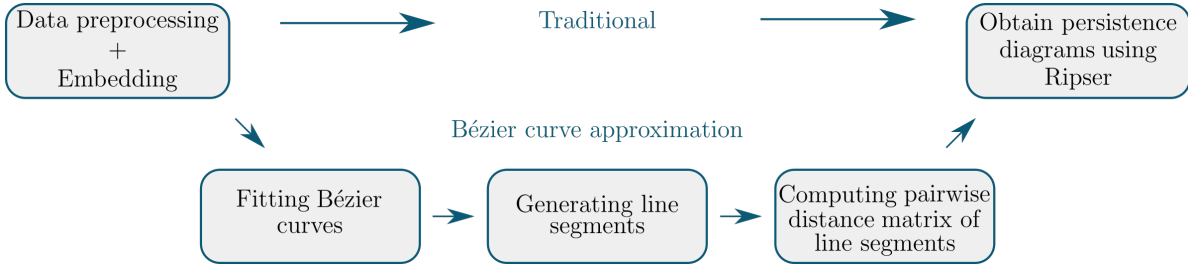 Data preprocessing
+
Embedding
Traditional
Obtain persistence
diagrams using
Ripser
Bézier curve approximation
Fitting Bézier
curves
Generating line
segments
Computing pairwise
distance matrix of
line segments